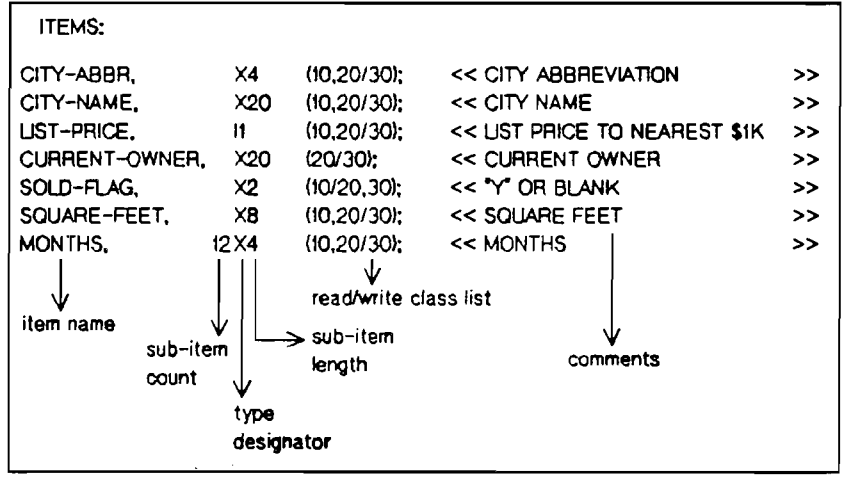 ITEMS:
CITY-ABBR, X4 (10,20/30); << CITY ABBREVIATION >>
CITY-NAME, X20 (10,20/30); << CITY NAME >>
LIST-PRICE, I1 (10,20/30); << LIST PRICE TO NEAREST $1K >>
CURRENT-OWNER, X20 (20/30); << CURRENT OWNER >>
SOLD-FLAG, X2 (10/20,30); << "Y" OR BLANK >>
SQUARE-FEET, X8 (10,20/30); << SQUARE FEET >>
MONTHS, 12X4 (10,20/30); << MONTHS >>
read/write class list
item name
sub-item count
sub-item length
comments
type designator